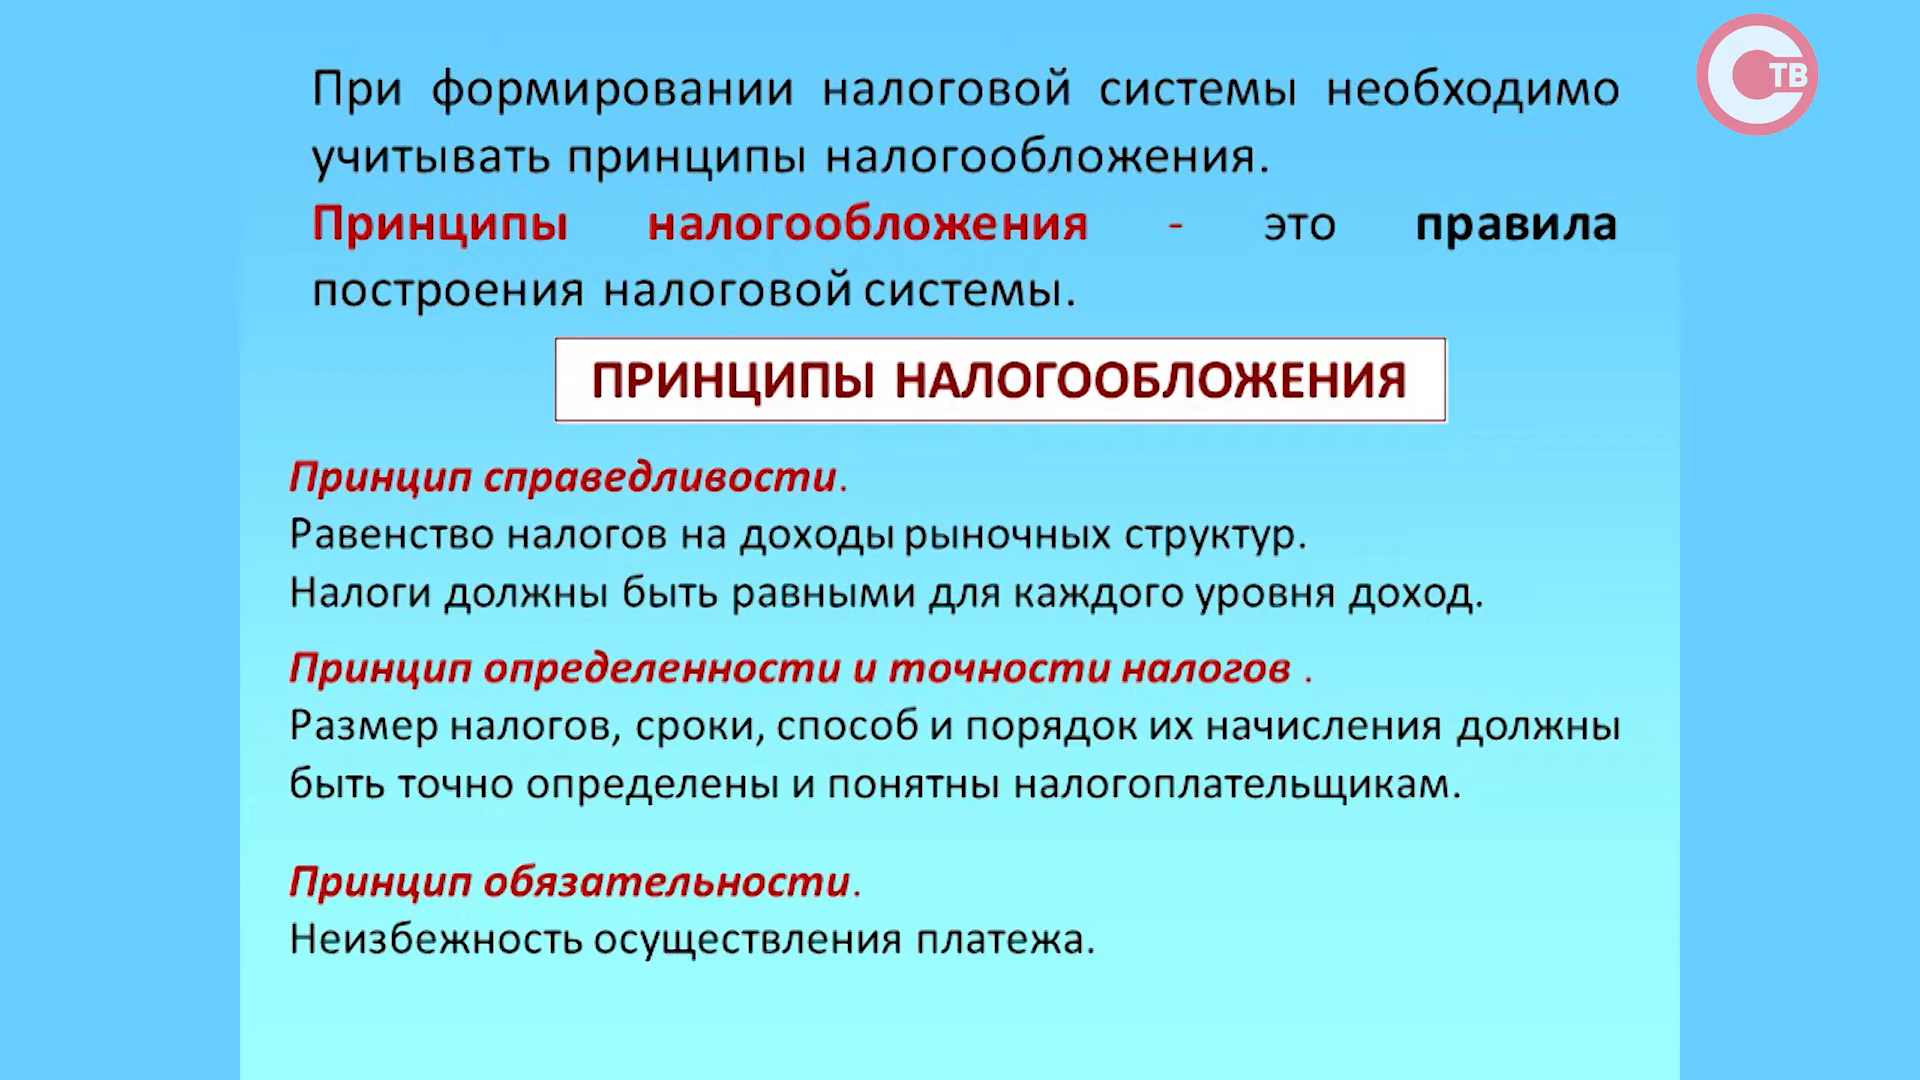 При формировании налоговой системы необходимо
учитывать принципы налогообложения.
Принципы налогообложения - это правила
построения налоговой системы.
ПРИНЦИПЫ НАЛОГООБЛОЖЕНИЯ
Принцип справедливости.
Равенство налогов на доходы рыночных структур.
Налоги должны быть равными для каждого уровня доход.
Принцип определенности и точности налогов .
Размер налогов, сроки, способ и порядок их начисления должны
быть точно определены и понятны налогоплательщикам.
Принцип обязательности.
Неизбежность осуществления платежа.
С ТВ